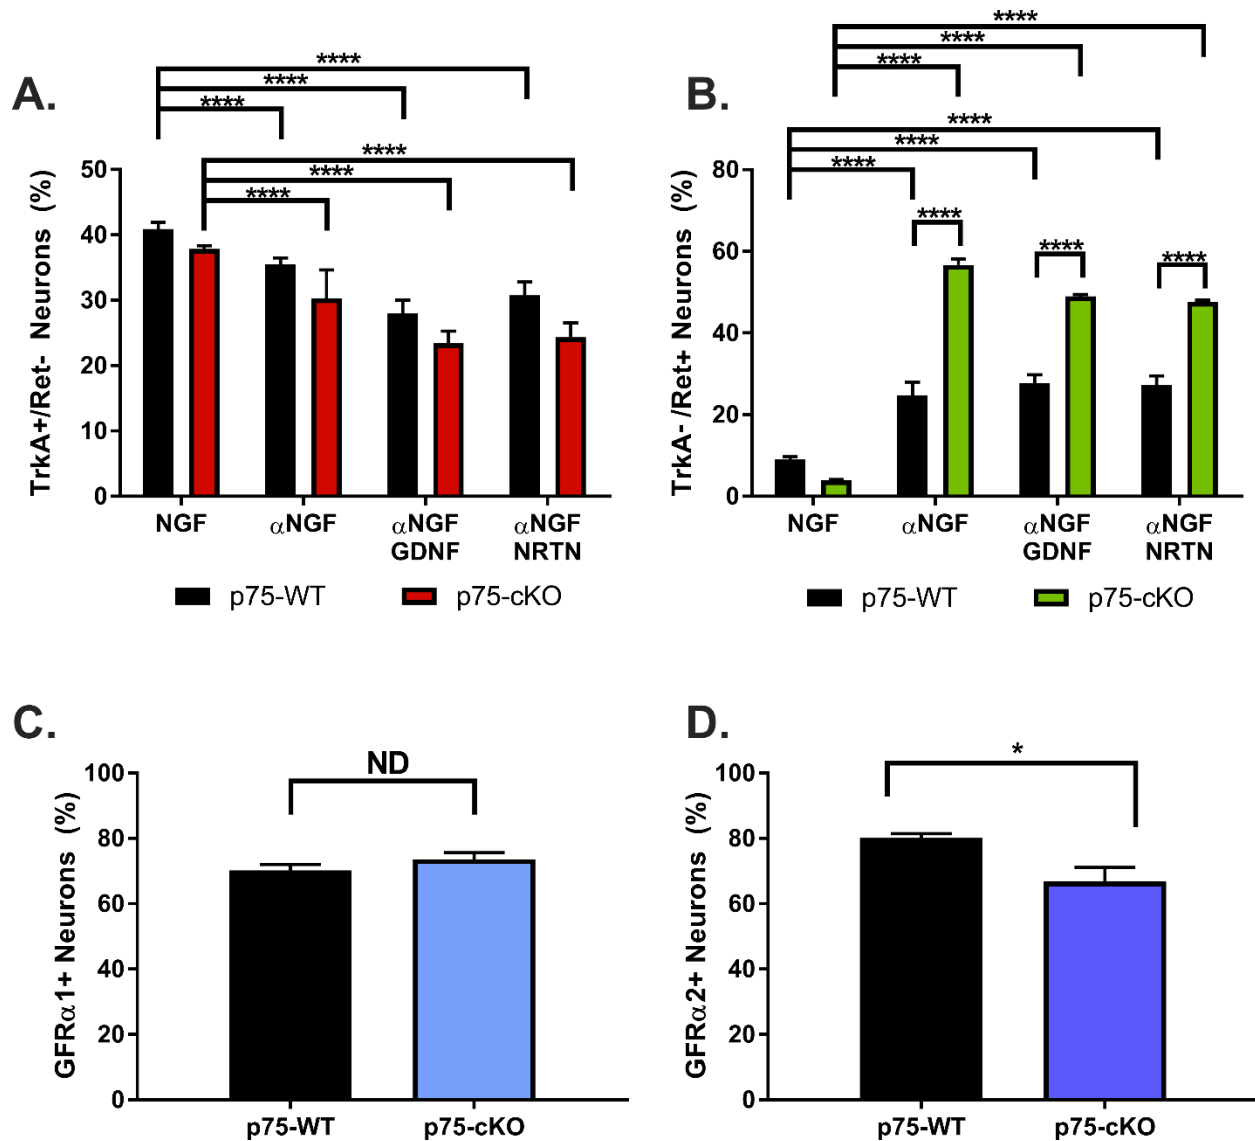 A.
****
****
****
****
****
****
TrkA+/Ret- Neurons (%)
50
40
30
20
10
0
NGF
αNGF
αNGF
GDNF
αNGF
NRTN
p75-WT
p75-cKO
B.
****
****
****
****
****
****
****
****
****
TrkA- /Ret+ Neurons (%)
80
60
40
20
0
NGF
αNGF
αNGF
GDNF
αNGF
NRTN
p75-WT
p75-cKO
C.
ND
GFRα1+ Neurons (%)
100
80
60
40
20
0
p75-WT
p75-cKO
D.
*
GFRα2+ Neurons (%)
100
80
60
40
20
0
p75-WT
p75-cKO